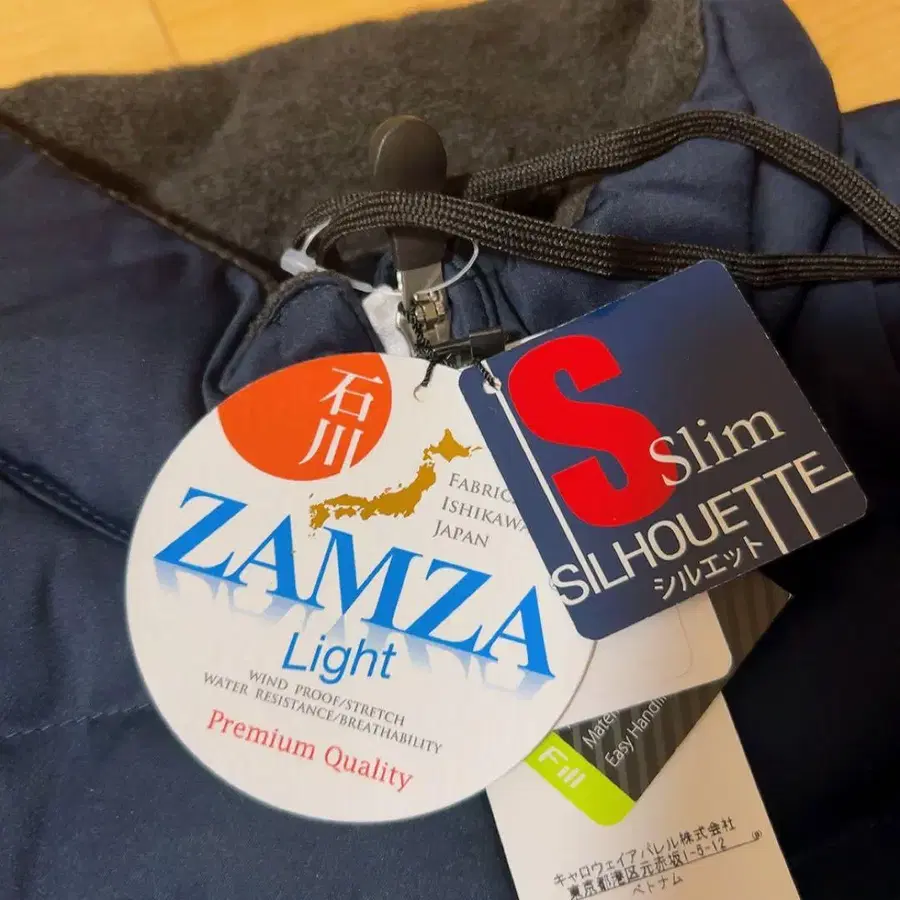 石川
FABRIC
ISHIKAWA
JAPAN
ZAMZA
Light
WIND PROOF/STRETCH
WATER RESISTANCE/BREATHABILITY
Premium Quality
S
Slim
SILHOUETTE
シルエット
Easy
Fill
キャロウェイアパレル株式会社
東京都港区元赤坂1-8-12
ベトナム